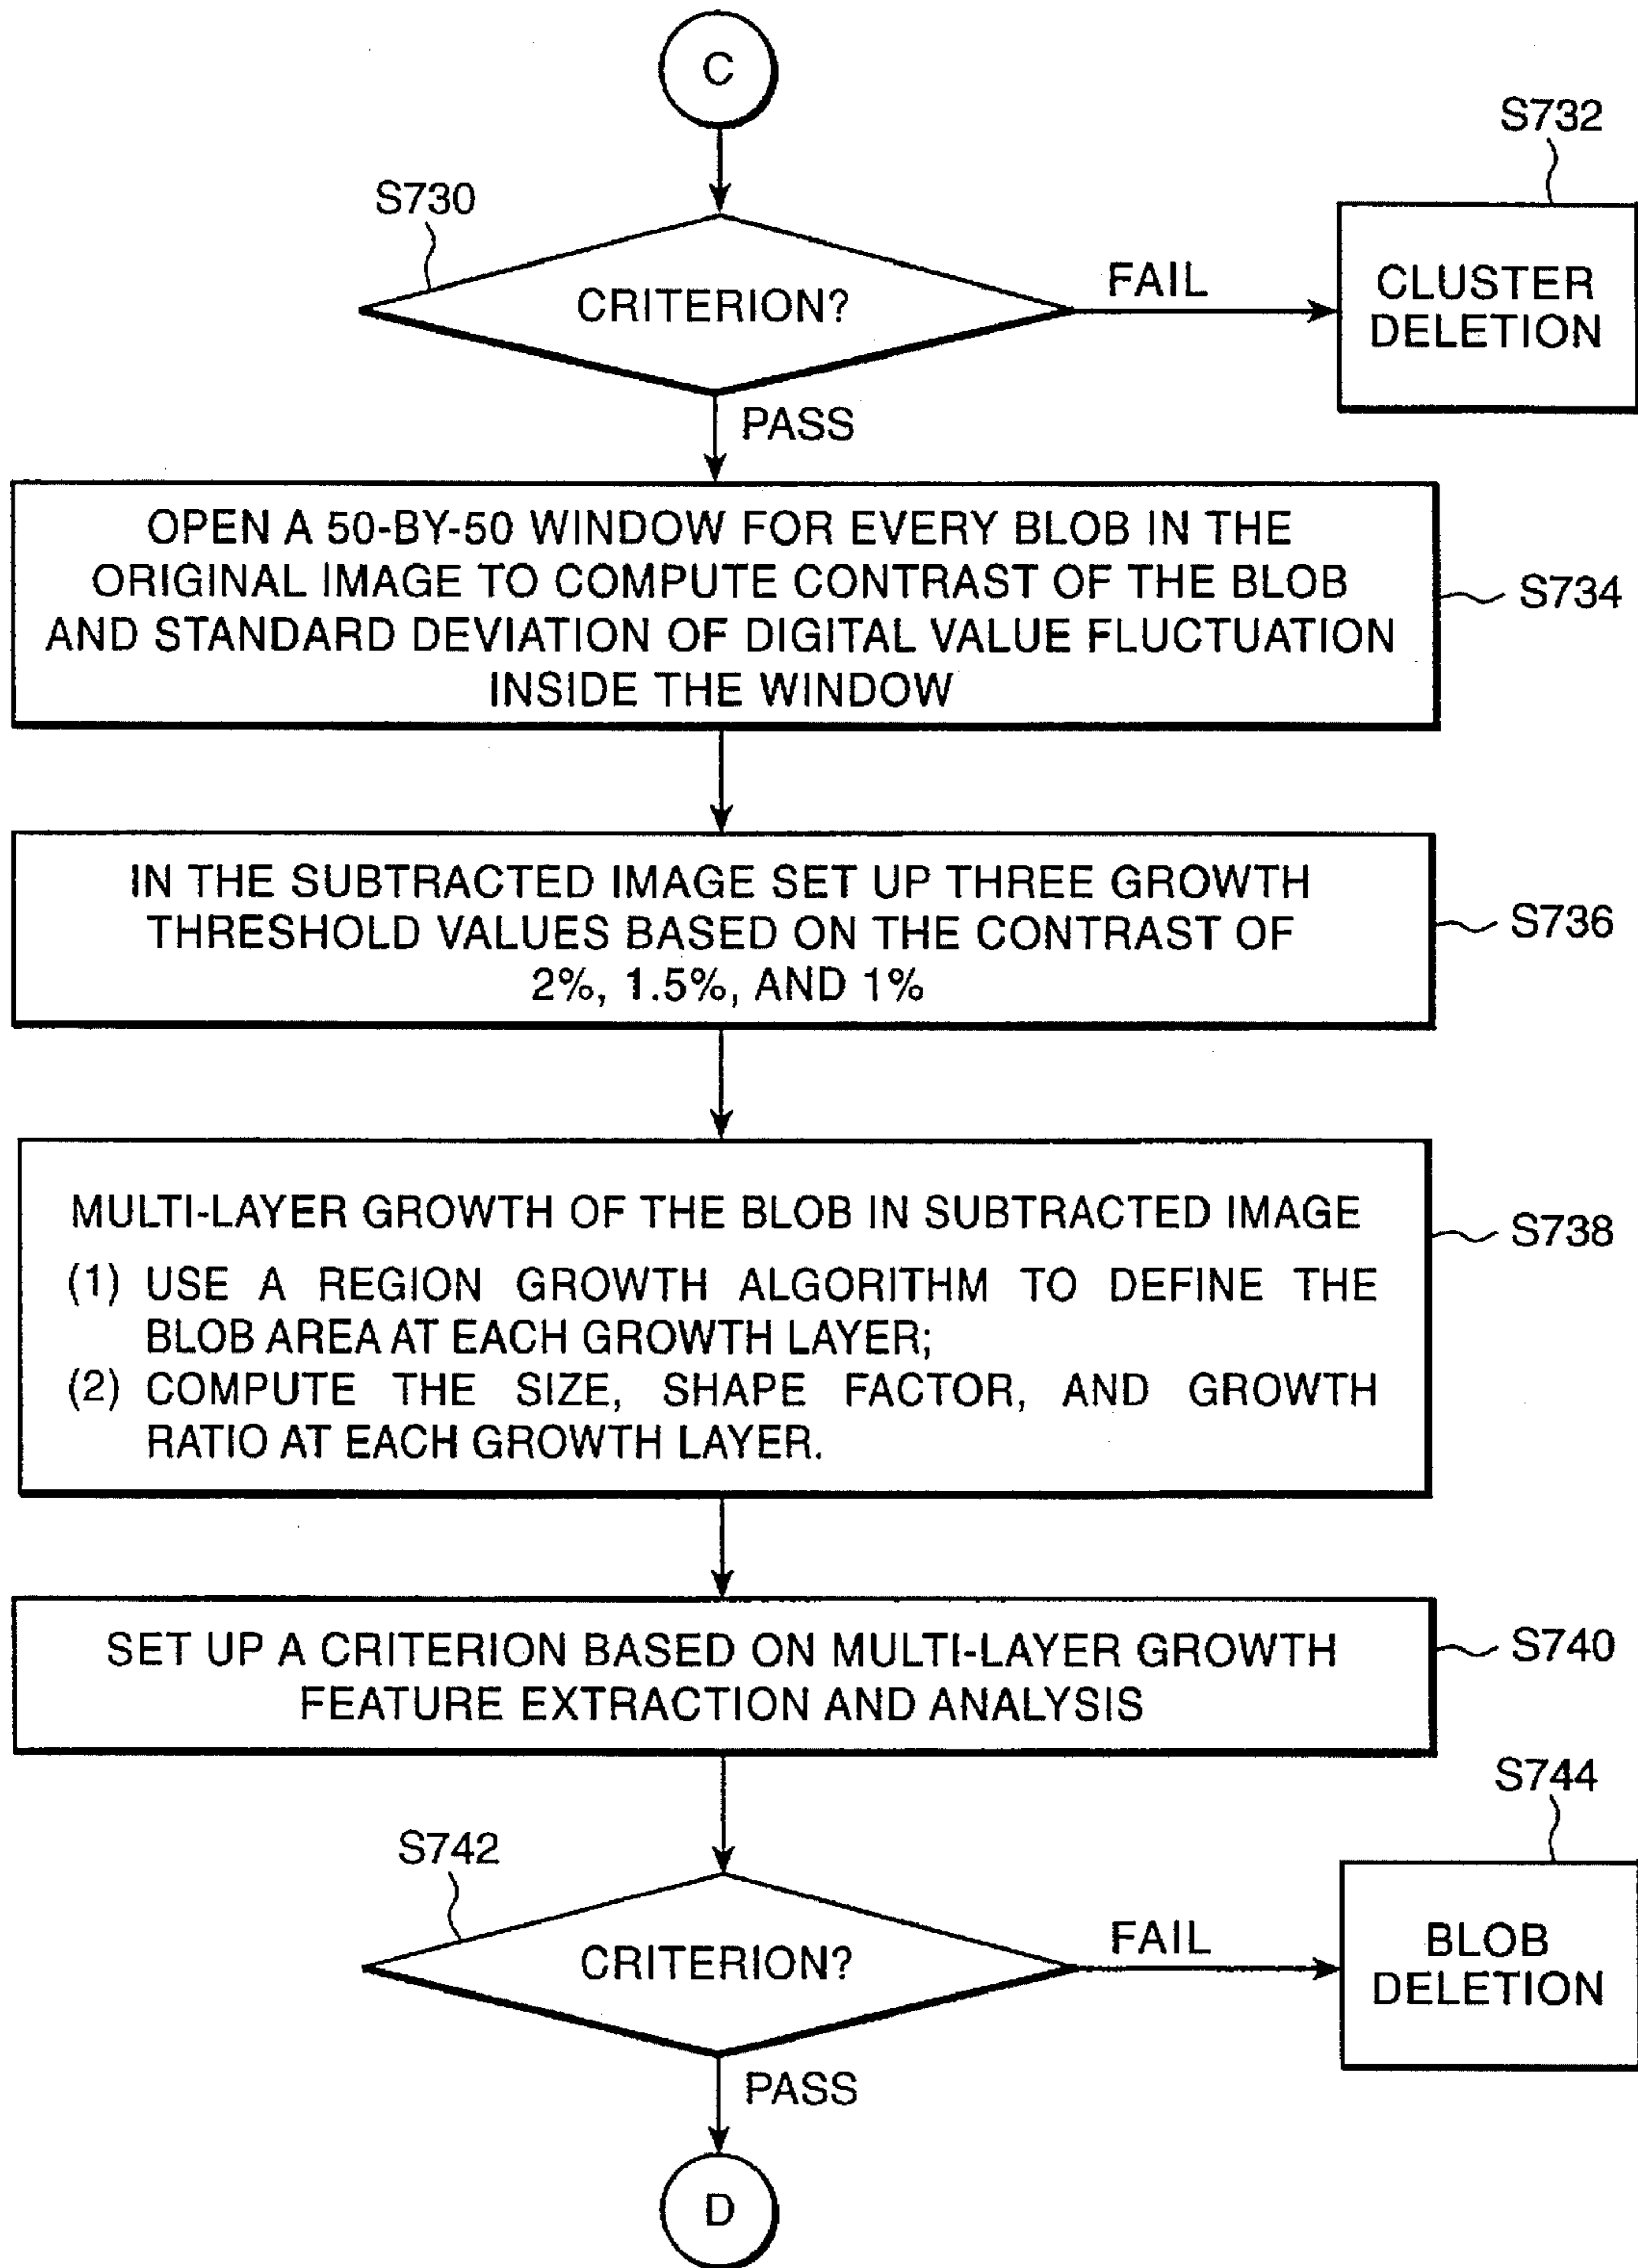 C
S730
S732
CRITERION?
FAIL
CLUSTER
DELETION
PASS
OPEN A 50-BY-50 WINDOW FOR EVERY BLOB IN THE
ORIGINAL IMAGE TO COMPUTE CONTRAST OF THE BLOB
AND STANDARD DEVIATION OF DIGITAL VALUE FLUCTUATION
INSIDE THE WINDOW
S734
IN THE SUBTRACTED IMAGE SET UP THREE GROWTH
THRESHOLD VALUES BASED ON THE CONTRAST OF
2%, 1.5%, AND 1%
S736
MULTI-LAYER GROWTH OF THE BLOB IN SUBTRACTED IMAGE
(1) USE A REGION GROWTH ALGORITHM TO DEFINE THE
BLOB AREA AT EACH GROWTH LAYER;
(2) COMPUTE THE SIZE, SHAPE FACTOR, AND GROWTH
RATIO AT EACH GROWTH LAYER.
S738
SET UP A CRITERION BASED ON MULTI-LAYER GROWTH
FEATURE EXTRACTION AND ANALYSIS
S740
S742
S744
CRITERION?
FAIL
BLOB
DELETION
PASS
D